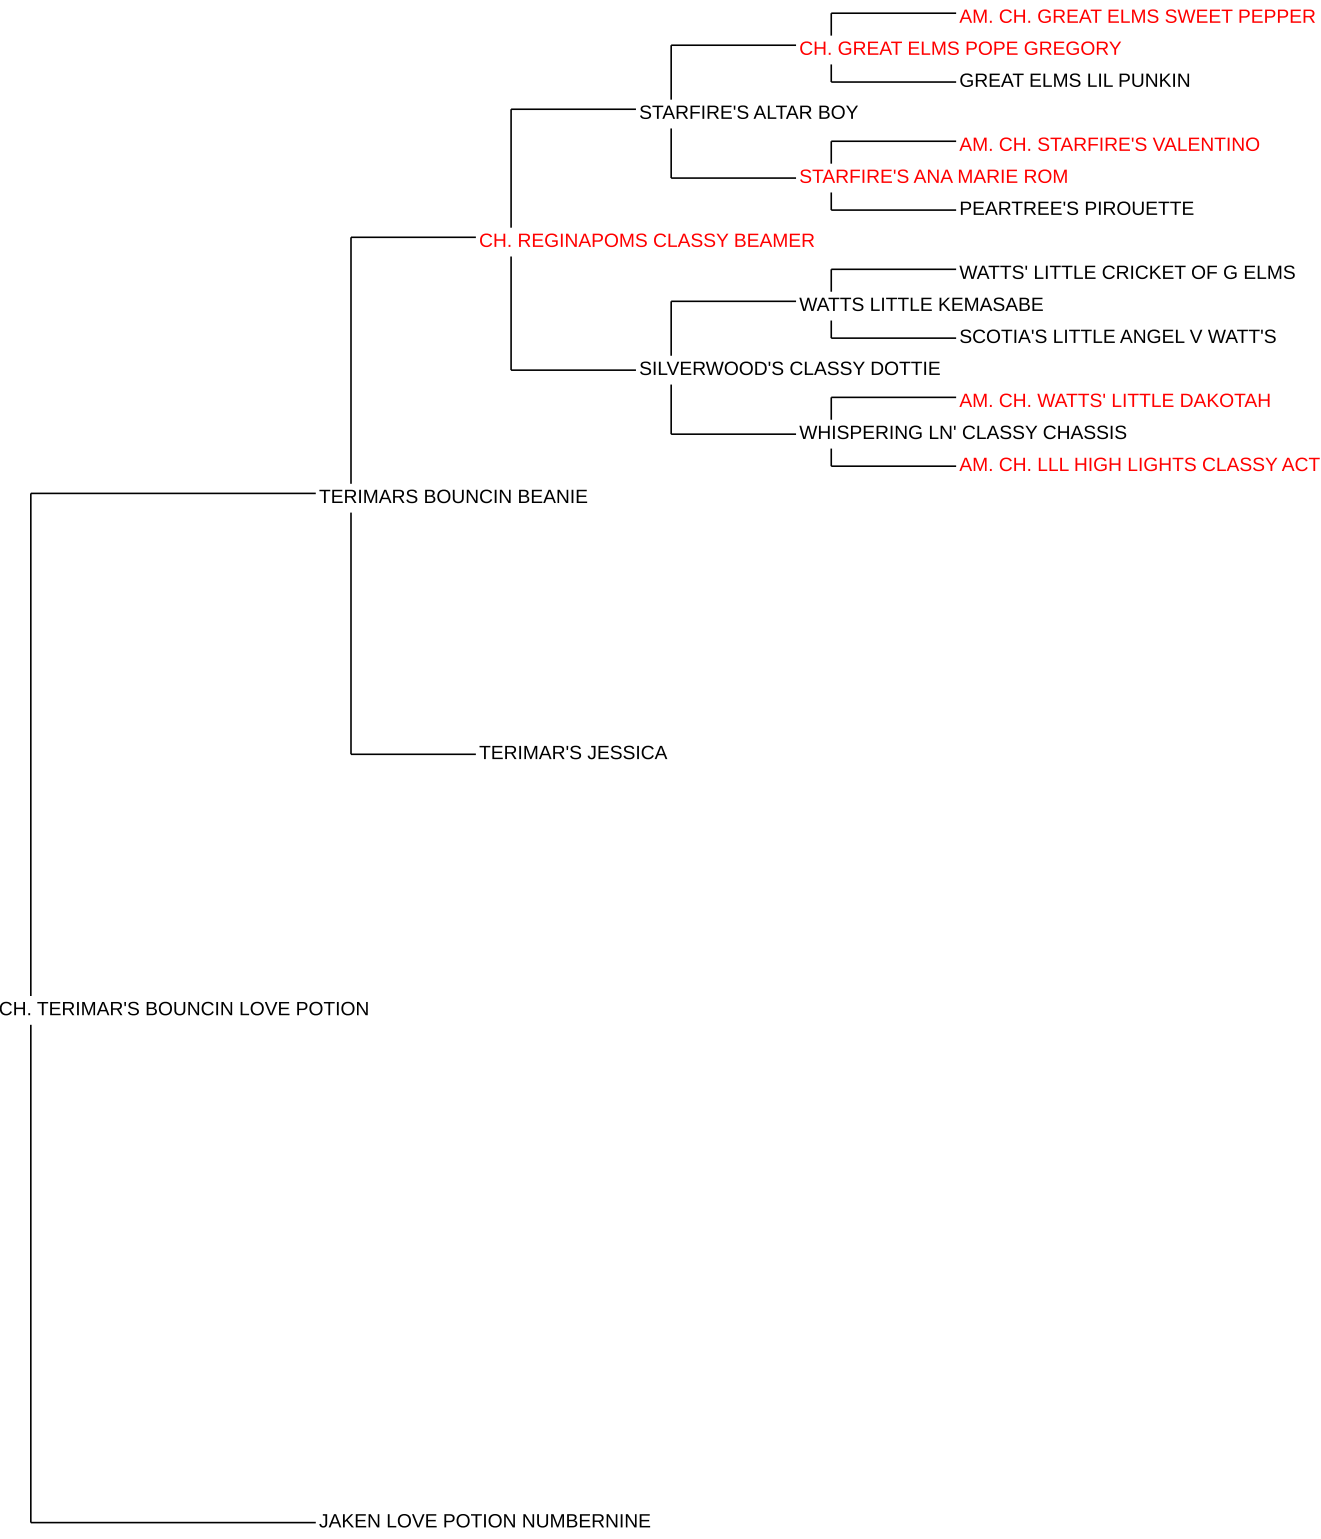 AM. CH. GREAT ELMS SWEET PEPPER
CH. GREAT ELMS POPE GREGORY
GREAT ELMS LIL PUNKIN
STARFIRE'S ALTAR BOY
AM. CH. STARFIRE'S VALENTINO
STARFIRE'S ANA MARIE ROM
PEARTREE'S PIROUETTE
CH. REGINAPOMS CLASSY BEAMER
WATTS' LITTLE CRICKET OF G ELMS
WATTS LITTLE KEMASABE
SCOTIA'S LITTLE ANGEL V WATT'S
SILVERWOOD'S CLASSY DOTTIE
AM. CH. WATTS' LITTLE DAKOTAH
WHISPERING LN' CLASSY CHASSIS
AM. CH. LLL HIGH LIGHTS CLASSY ACT
TERIMARS BOUNCIN BEANIE
TERIMAR'S JESSICA
CH. TERIMAR'S BOUNCIN LOVE POTION
JAKEN LOVE POTION NUMBERNINE